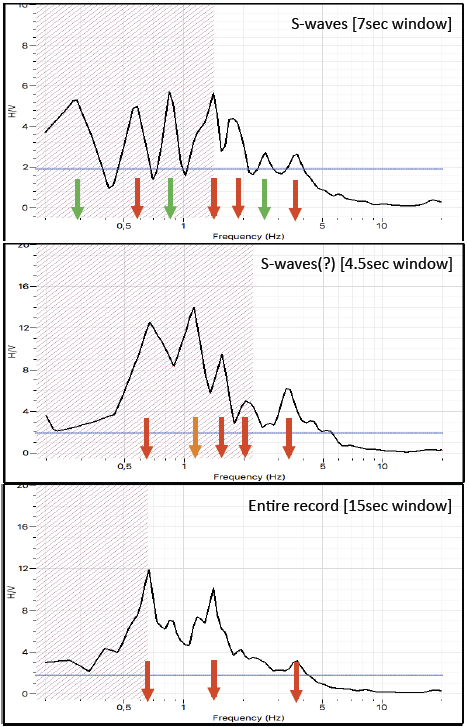 S-waves [7sec window]
10
8
6
4
2
0
H/V
0,5 1 5 10
Frequency (Hz)
S-waves(?) [4.5sec window]
20
16
12
8
4
0
H/V
0,5 1 5 10
Frequency (Hz)
Entire record [15sec window]
20
16
12
8
4
0
H/V
0,5 1 5 10
Frequency (Hz)